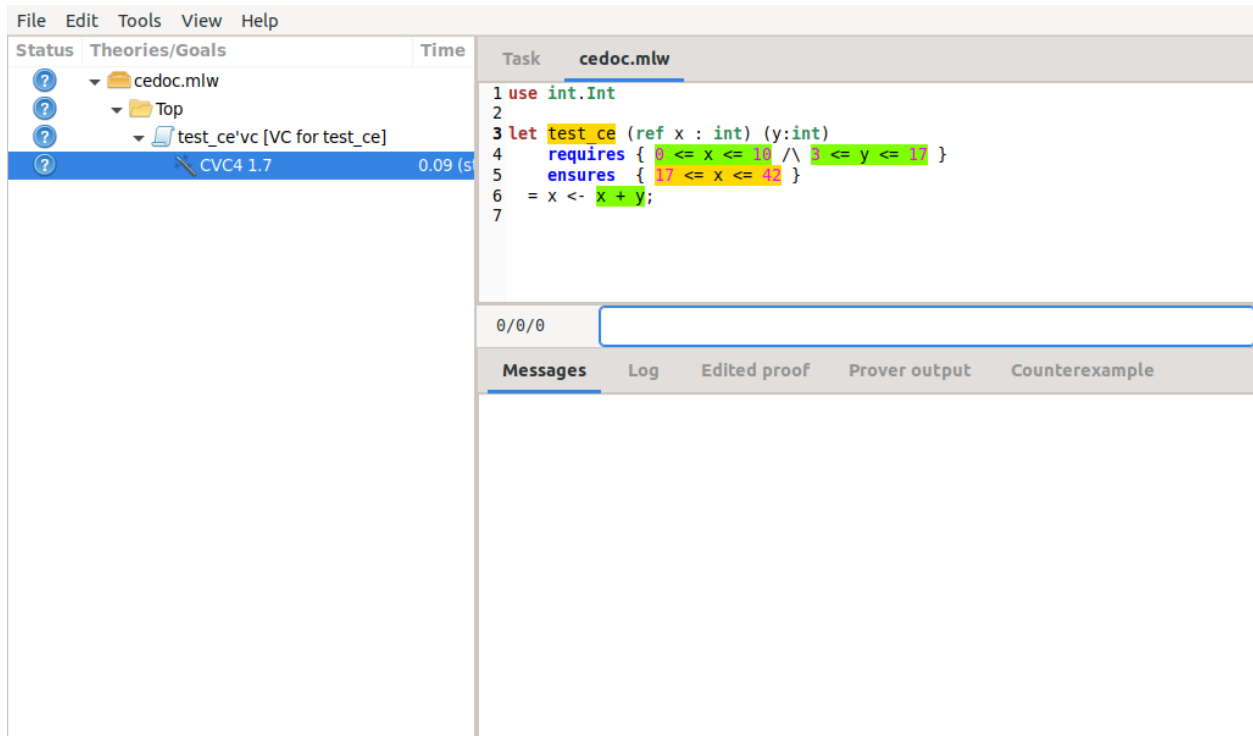 File Edit Tools View Help
Status Theories/Goals Time
cedoc.mlw
Top
test_ce'vc [VC for test_ce]
CVC4 1.7 0.09 (st
Task cedoc.mlw
1 use int.Int
2
3 let test_ce (ref x : int) (y:int)
4 requires { 0 <= x <= 10 /\ 3 <= y <= 17 }
5 ensures { 17 <= x <= 42 }
6 = x <- x + y;
7
0/0/0
Messages Log Edited proof Prover output Counterexample